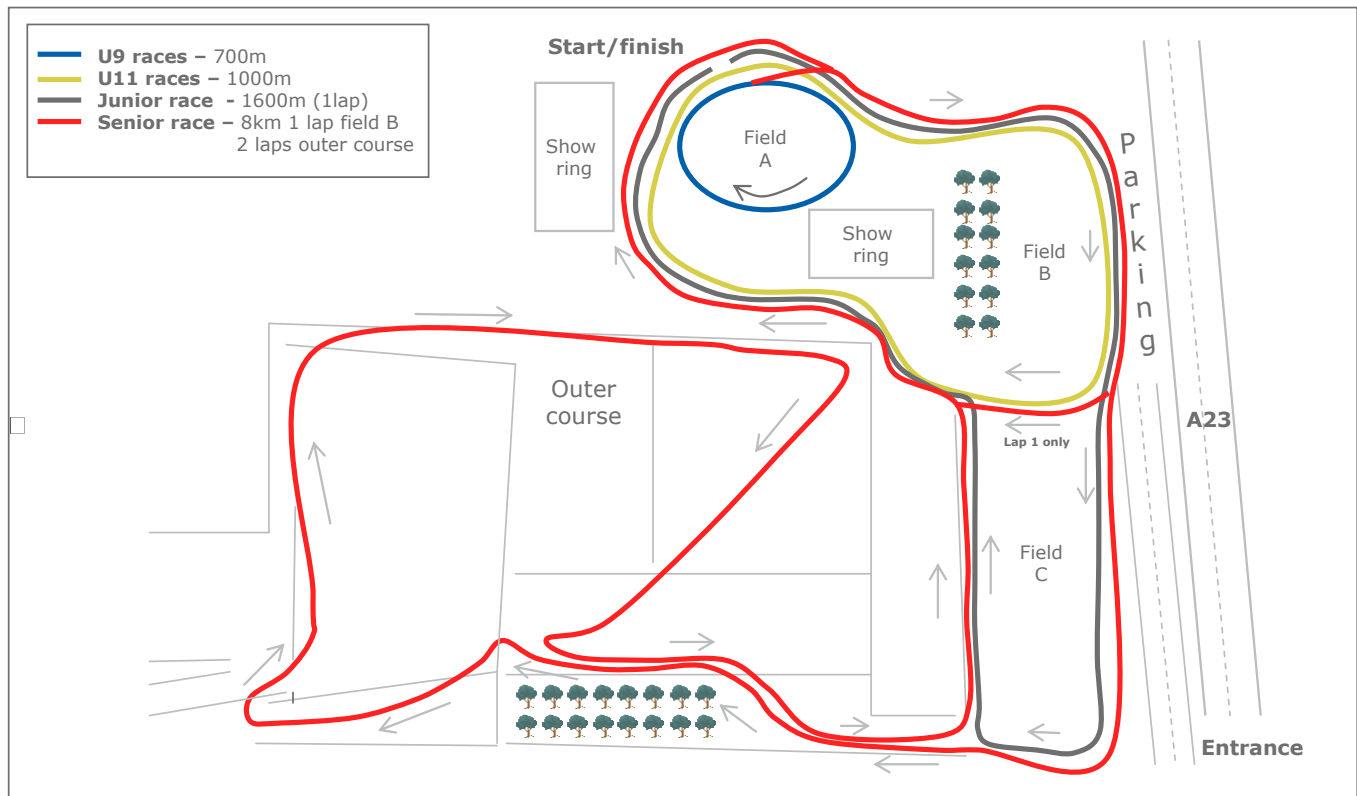 U9 races – 700m
U11 races – 1000m
Junior race - 1600m (1lap)
Senior race – 8km 1 lap field B
2 laps outer course
Start/finish
Show
ring
Field
A
Show
ring
Field
B
Parking
Outer
course
A23
Lap 1 only
Field
C
Entrance